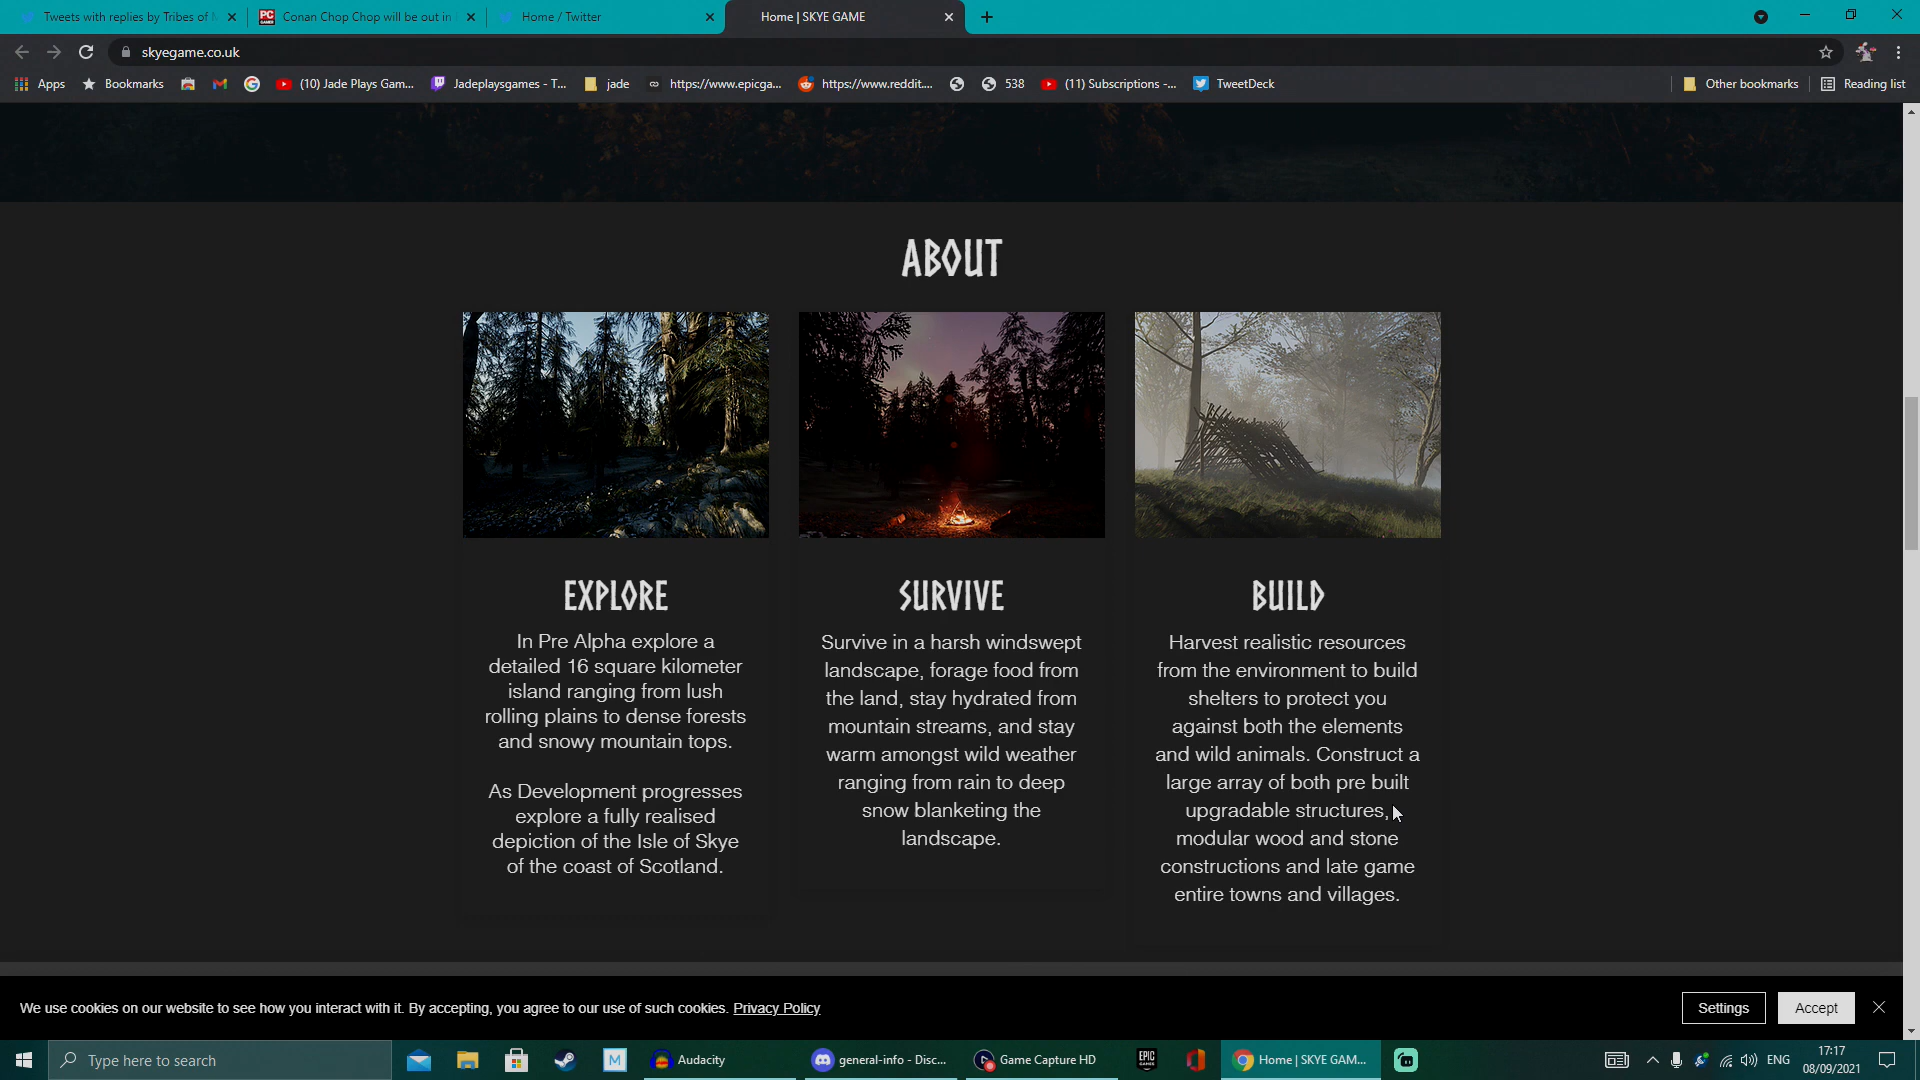 Tweets with replies by Tribes of M
Conan Chop Chop will be out in
Home / Twitter
Home | SKYE GAME
skyegame.co.uk
Apps
Bookmarks
(10) Jade Plays Gam...
Jadeplaysgames - T...
jade
https://www.epicga...
https://www.reddit....
538
(11) Subscriptions -...
TweetDeck
Other bookmarks
Reading list
ABOUT
EXPLORE
In Pre Alpha explore a
detailed 16 square kilometer
island ranging from lush
rolling plains to dense forests
and snowy mountain tops.
As Development progresses
explore a fully realised
depiction of the Isle of Skye
of the coast of Scotland.
SURVIVE
Survive in a harsh windswept
landscape, forage food from
the land, stay hydrated from
mountain streams, and stay
warm amongst wild weather
ranging from rain to deep
snow blanketing the
landscape.
BUILD
Harvest realistic resources
from the environment to build
shelters to protect you
against both the elements
and wild animals. Construct a
large array of both pre built
upgradable structures,
modular wood and stone
constructions and late game
entire towns and villages.
We use cookies on our website to see how you interact with it. By accepting, you agree to our use of such cookies. Privacy Policy
Settings
Accept
Type here to search
Audacity
general-info - Disc...
Game Capture HD
EPIC GAMES
Home | SKYE GAM...
ENG
17:17
08/09/2021